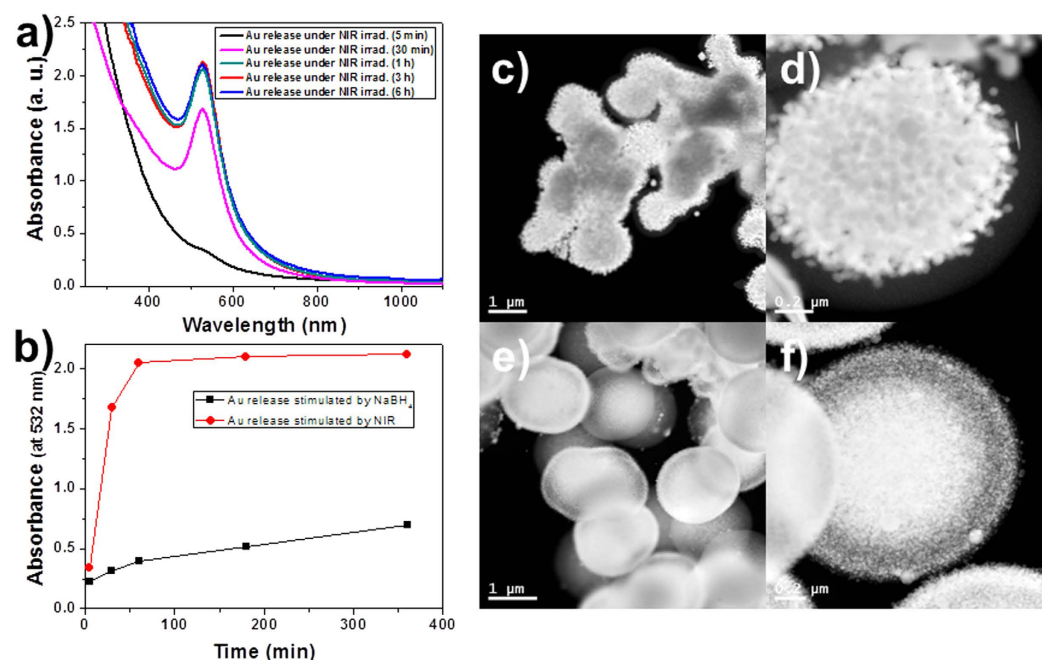 a)
2.5
2.0
1.5
1.0
0.5
0.0
Absorbance (a. u.)
Au release under NIR irrad. (5 min)
Au release under NIR irrad. (30 min)
Au release under NIR irrad. (1 h)
Au release under NIR irrad. (3 h)
Au release under NIR irrad. (6 h)
400 600 800 1000
Wavelength (nm)
b)
2.0
1.5
1.0
0.5
0.0
Absorbance (at 532 nm)
Au release stimulated by NaBH4
Au release stimulated by NIR
0 100 200 300 400
Time (min)
c)
1 µm
d)
0.2 µm
e)
1 µm
f)
0.2 µm